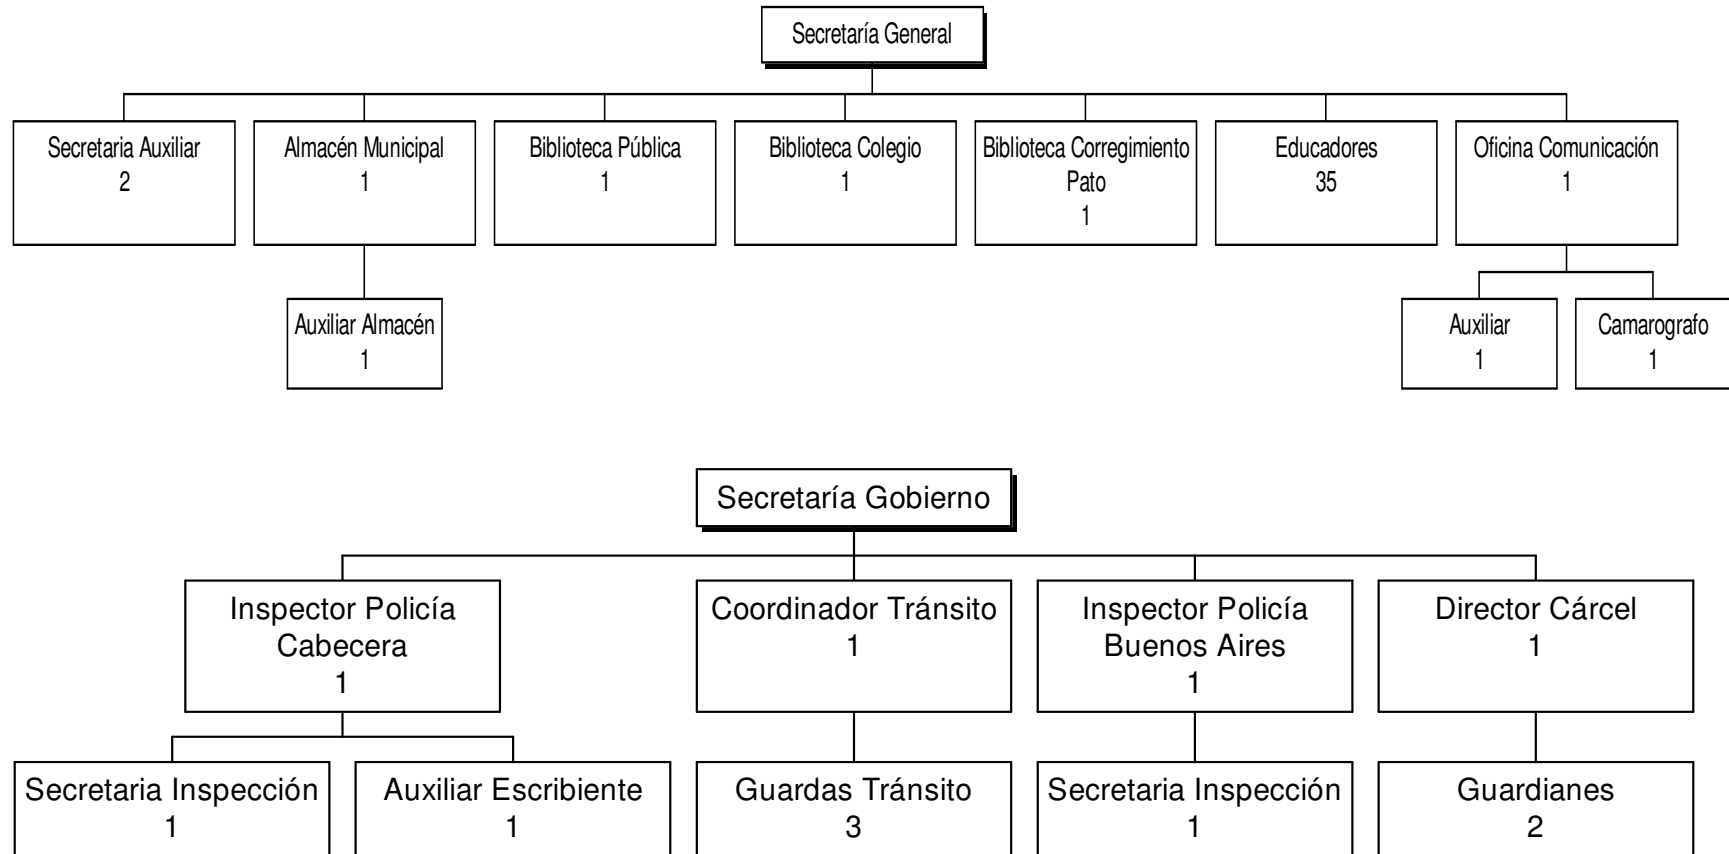 Secretaría General
Secretaria Auxiliar
2
Almacén Municipal
1
Biblioteca Pública
1
Biblioteca Colegio
1
Biblioteca Corregimiento
Pato
1
Educadores
35
Oficina Comunicación
1
Auxiliar Almacén
1
Auxiliar
1
Camarografo
1
Secretaría Gobierno
Inspector Policía
Cabecera
1
Coordinador Tránsito
1
Inspector Policía
Buenos Aires
1
Director Cárcel
1
Secretaria Inspección
1
Auxiliar Escribiente
1
Guardas Tránsito
3
Secretaria Inspección
1
Guardianes
2